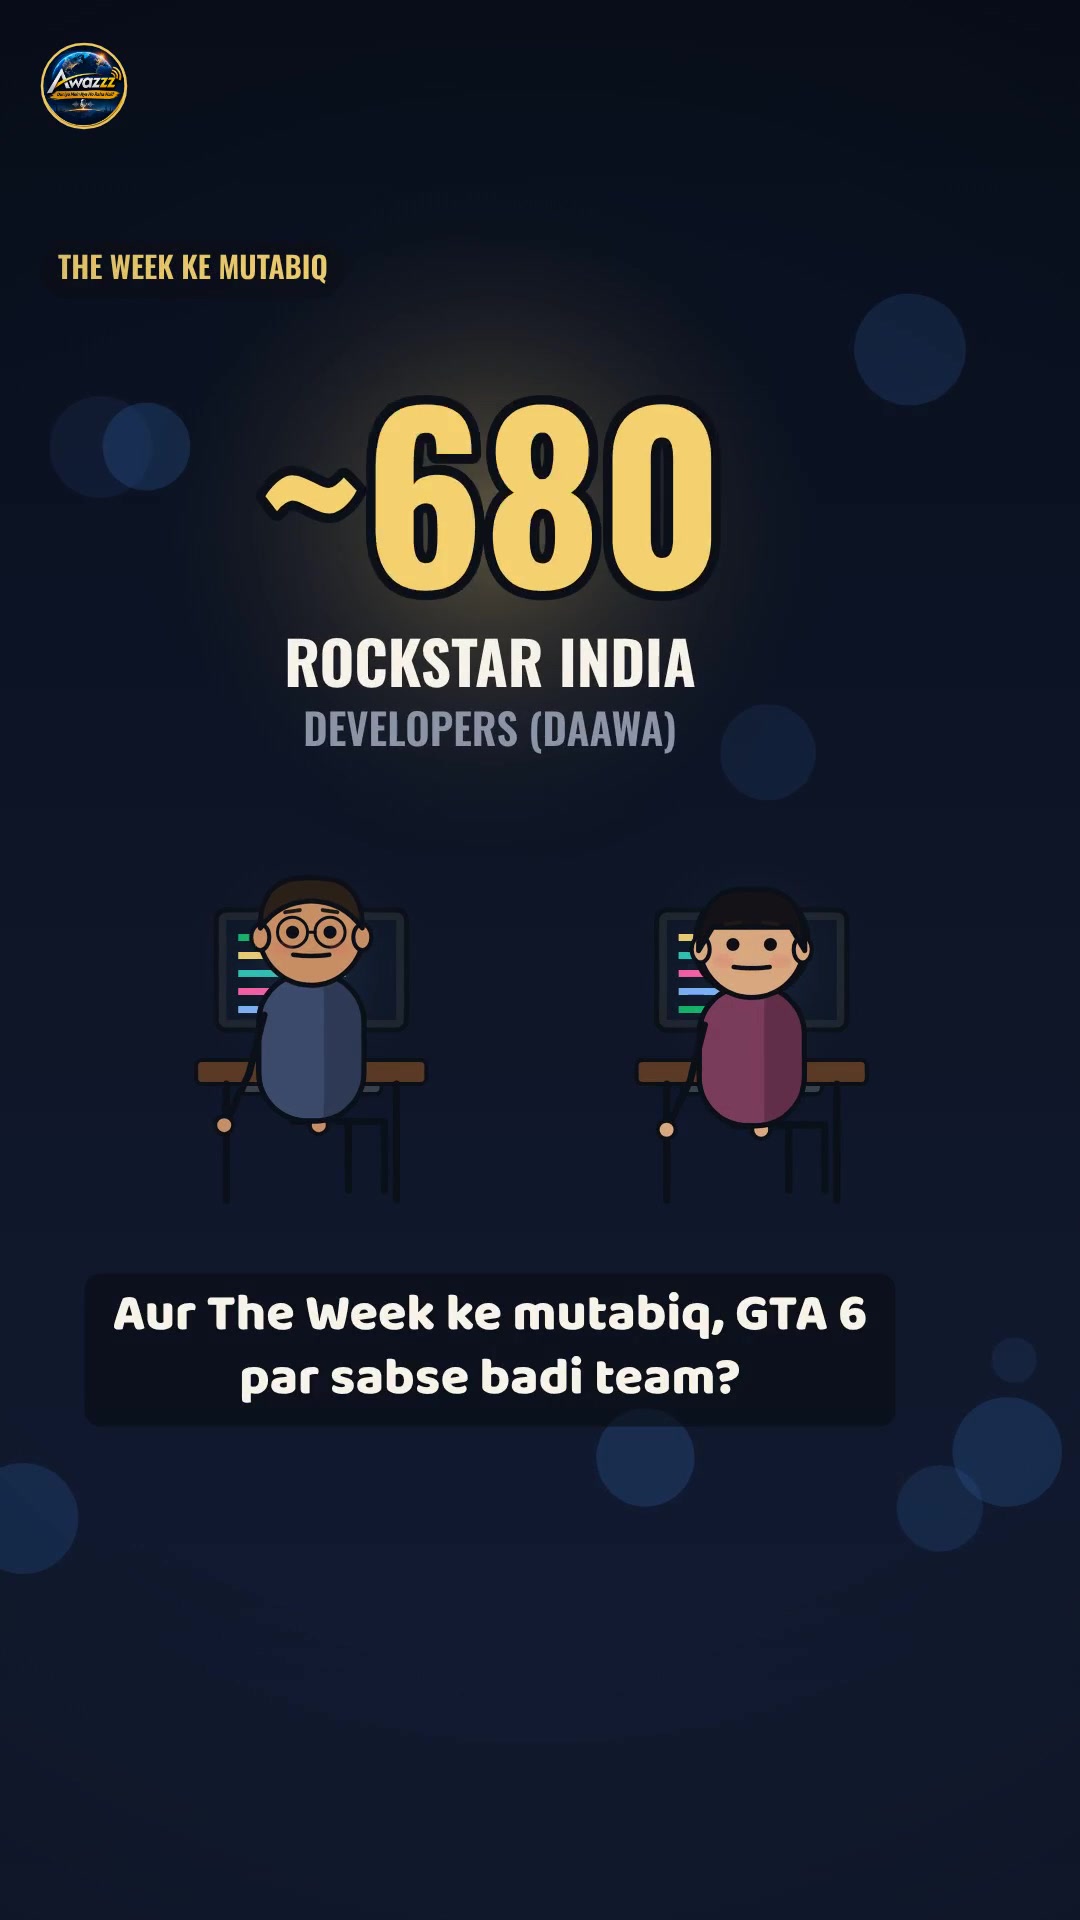 Awazzz
THE WEEK KE MUTABIQ
~680
ROCKSTAR INDIA
DEVELOPERS (DAAWA)
Aur The Week ke mutabiq, GTA 6
par sabse badi team?